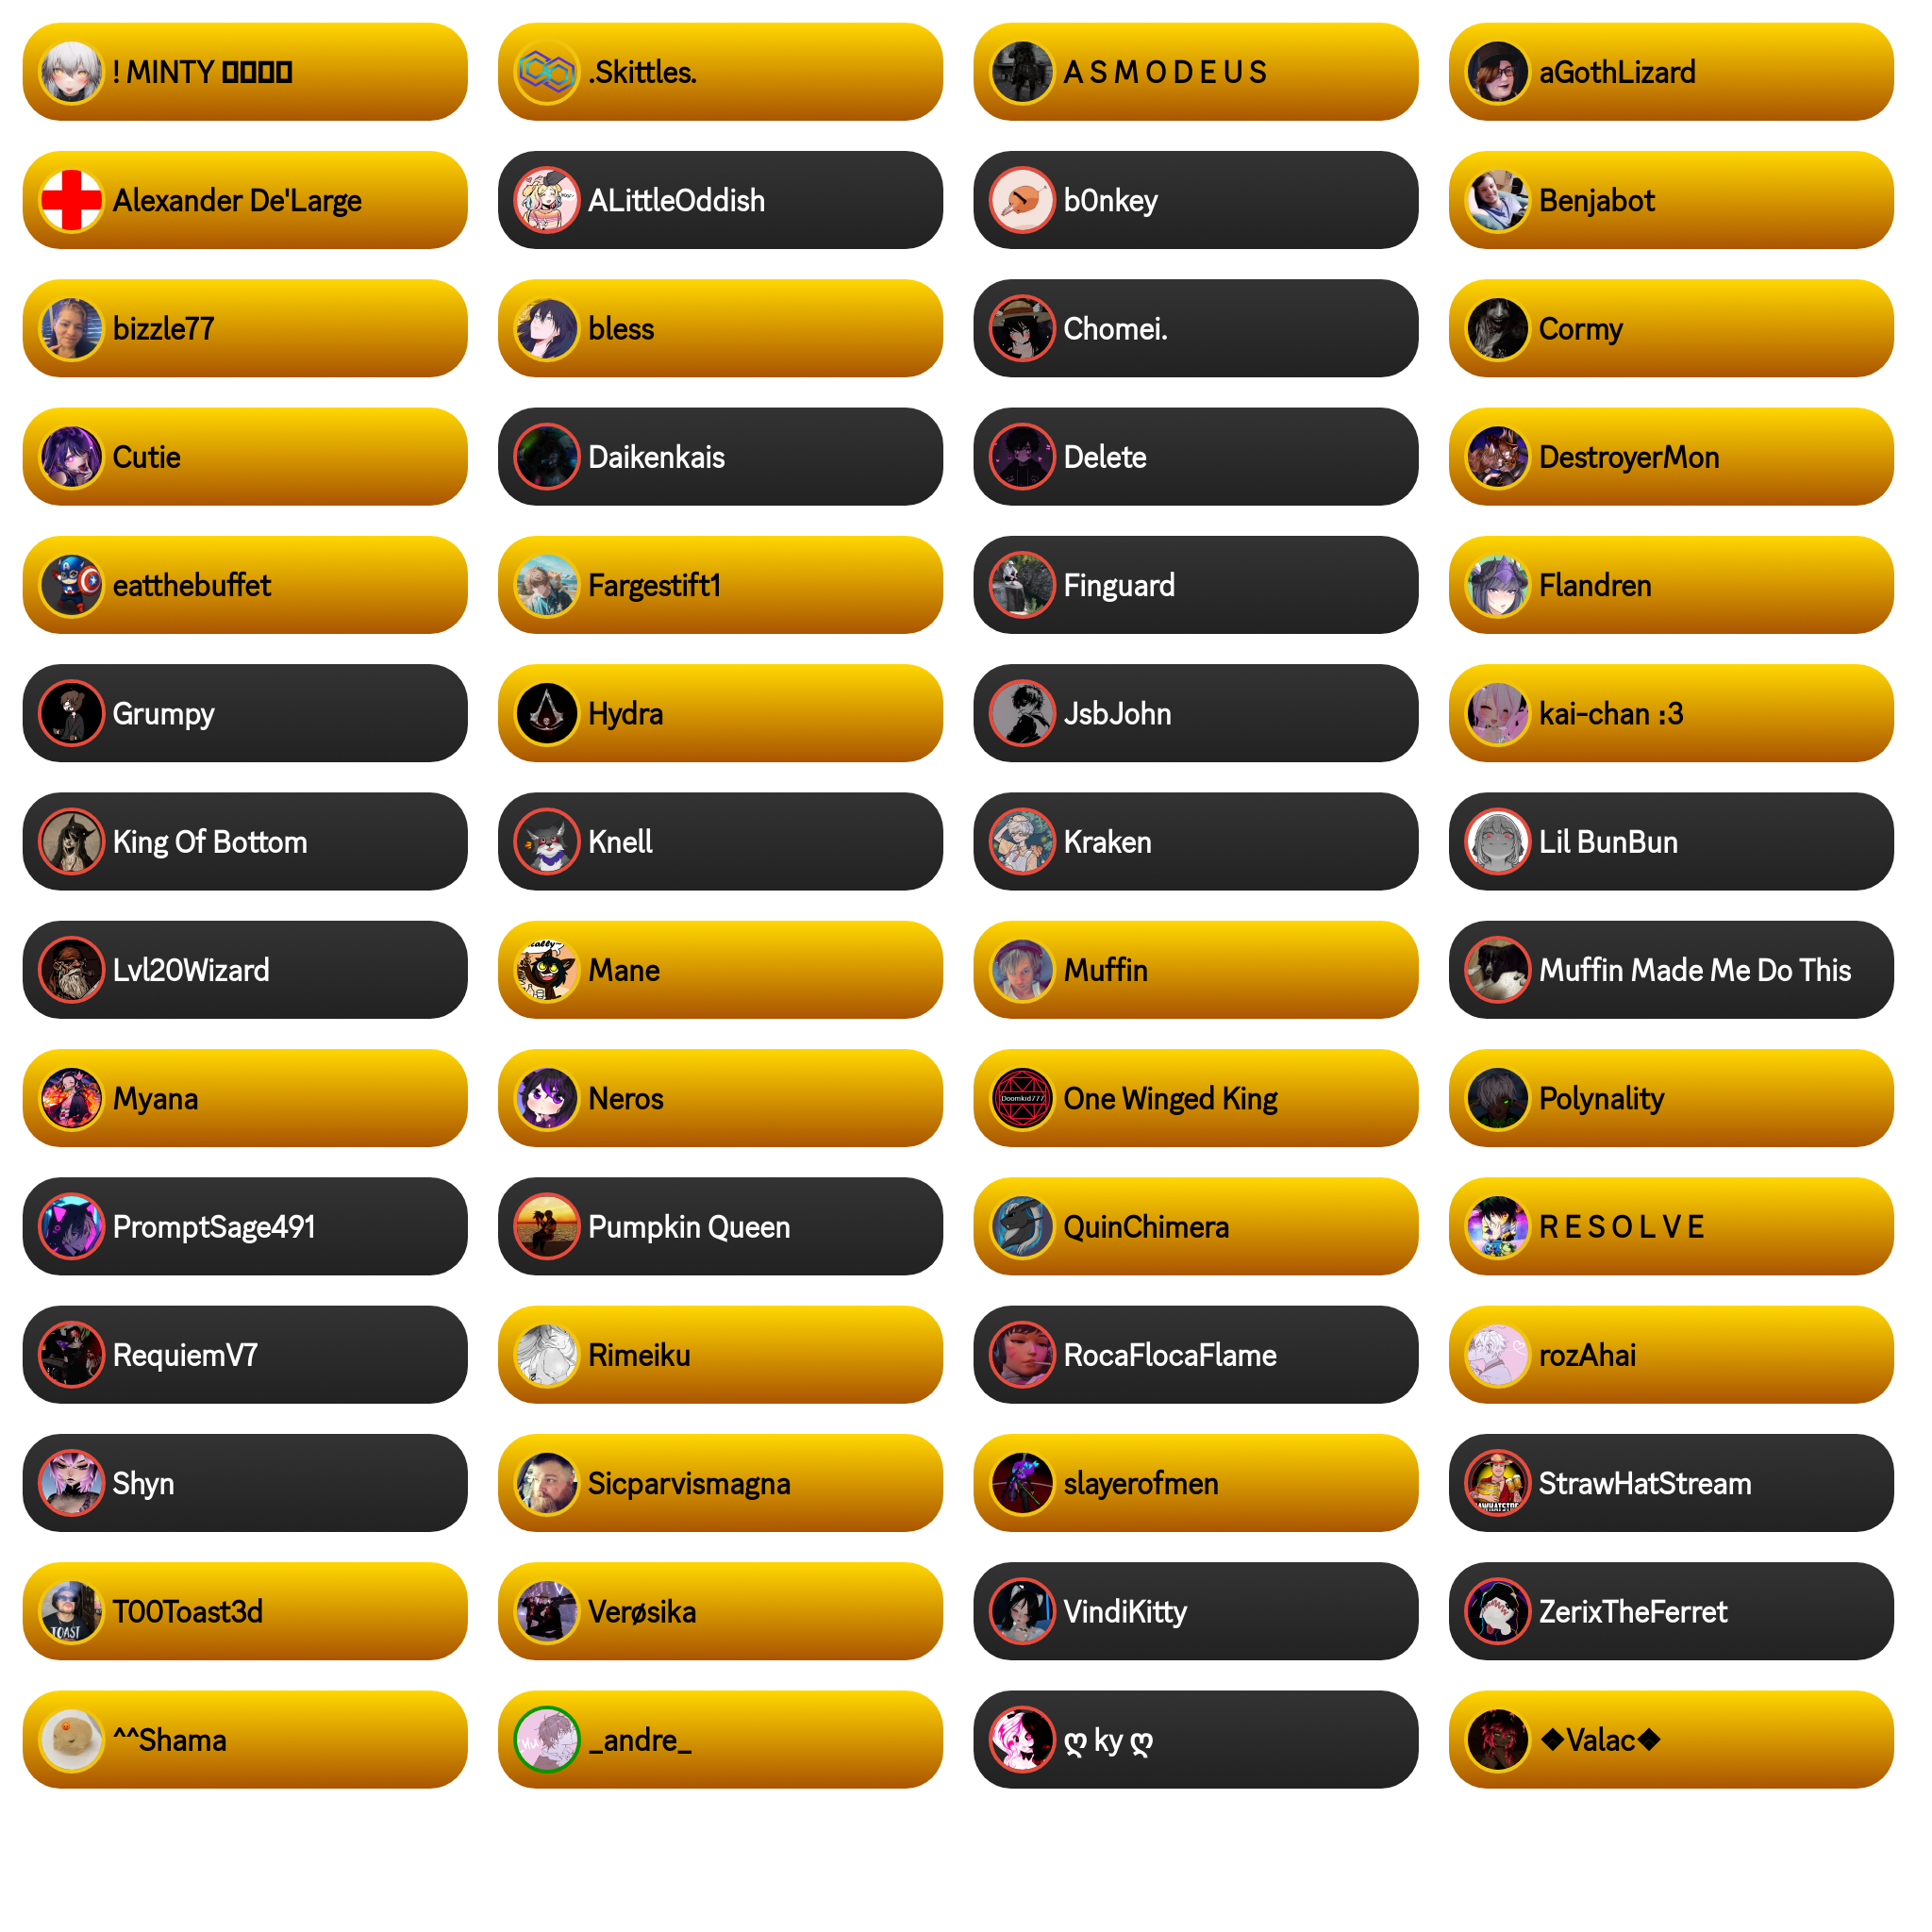 ! MINTY
.Skittles.
A S M O D E U S
aGothLizard
Alexander De'Large
ALittleOddish
b0nkey
Benjabot
bizzle77
bless
Chomei.
Cormy
Cutie
Daikenkais
Delete
DestroyerMon
eatthebuffet
Fargestift1
Finguard
Flandren
Grumpy
Hydra
JsbJohn
kai-chan :3
King Of Bottom
Knell
Kraken
Lil BunBun
Lvl20Wizard
Mane
Muffin
Muffin Made Me Do This
Myana
Neros
Doomkid777
One Winged King
Polynality
PromptSage491
Pumpkin Queen
QuinChimera
R E S O L V E
RequiemV7
Rimeiku
RocaFlocaFlame
rozAhai
Shyn
Sicparvismagna
slayerofmen
StrawHatStream
TOAST
T00Toast3d
Verøsika
VindiKitty
ZerixTheFerret
^^Shama
_andre_
ღ ky ღ
❖Valac❖